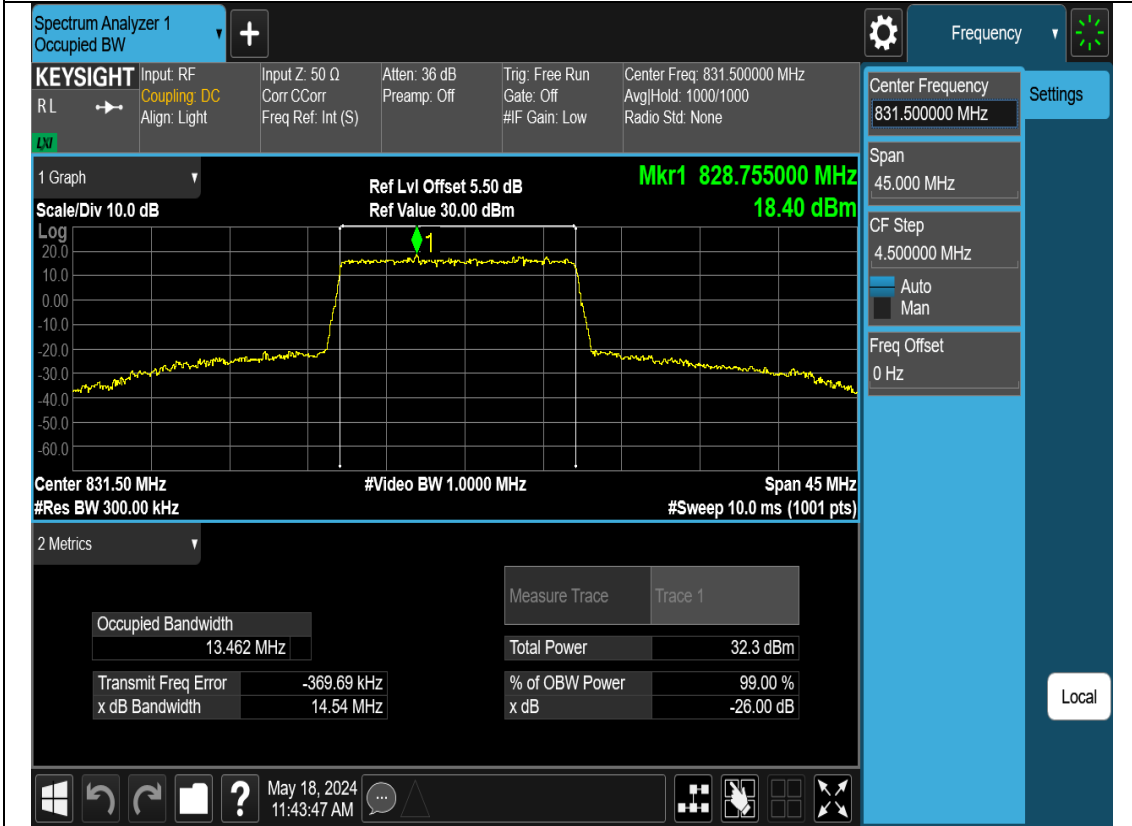 Spectrum Analyzer 1
Occupied BW
+
Frequency
KEYSIGHT
R L
LXI
Input: RF
Coupling: DC
Align: Light
Input Z: 50 Ω
Corr CCorr
Freq Ref: Int (S)
Atten: 36 dB
Preamp: Off
Trig: Free Run
Gate: Off
#IF Gain: Low
Center Freq: 831.500000 MHz
Avg|Hold: 1000/1000
Radio Std: None
Center Frequency
831.500000 MHz
Settings
Span
45.000 MHz
CF Step
4.500000 MHz
Auto
Man
Freq Offset
0 Hz
Local
1 Graph
Scale/Div 10.0 dB
Ref Lvl Offset 5.50 dB
Ref Value 30.00 dBm
Mkr1 828.755000 MHz
18.40 dBm
Log
1
20.0
10.0
0.00
-10.0
-20.0
-30.0
-40.0
-50.0
-60.0
Center 831.50 MHz
#Video BW 1.0000 MHz
Span 45 MHz
#Res BW 300.00 kHz
#Sweep 10.0 ms (1001 pts)
2 Metrics
Measure Trace Trace 1
Occupied Bandwidth
13.462 MHz
Total Power 32.3 dBm
Transmit Freq Error -369.69 kHz
% of OBW Power 99.00 %
x dB Bandwidth 14.54 MHz
x dB -26.00 dB
?
May 18, 2024
11:43:47 AM